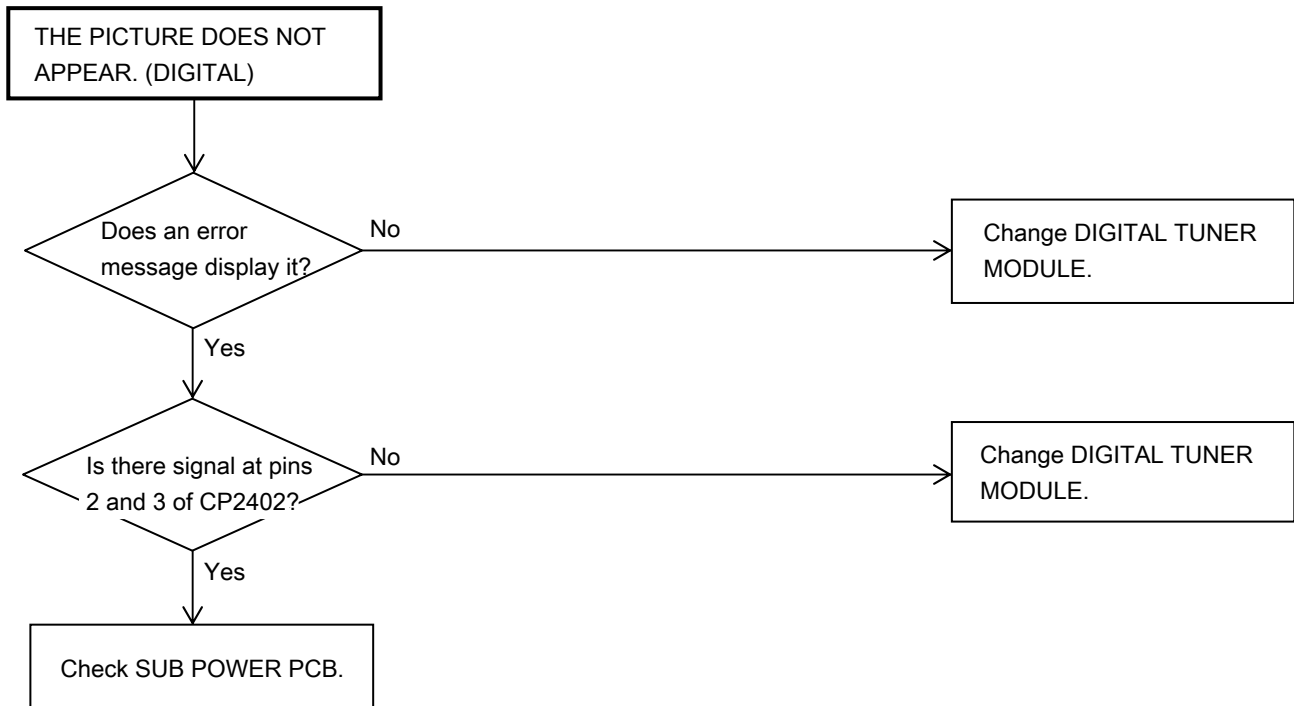 THE PICTURE DOES NOT
APPEAR. (DIGITAL)
Does an error
message display it?
No
Change DIGITAL TUNER
MODULE.
Yes
Is there signal at pins
2 and 3 of CP2402?
No
Change DIGITAL TUNER
MODULE.
Yes
Check SUB POWER PCB.